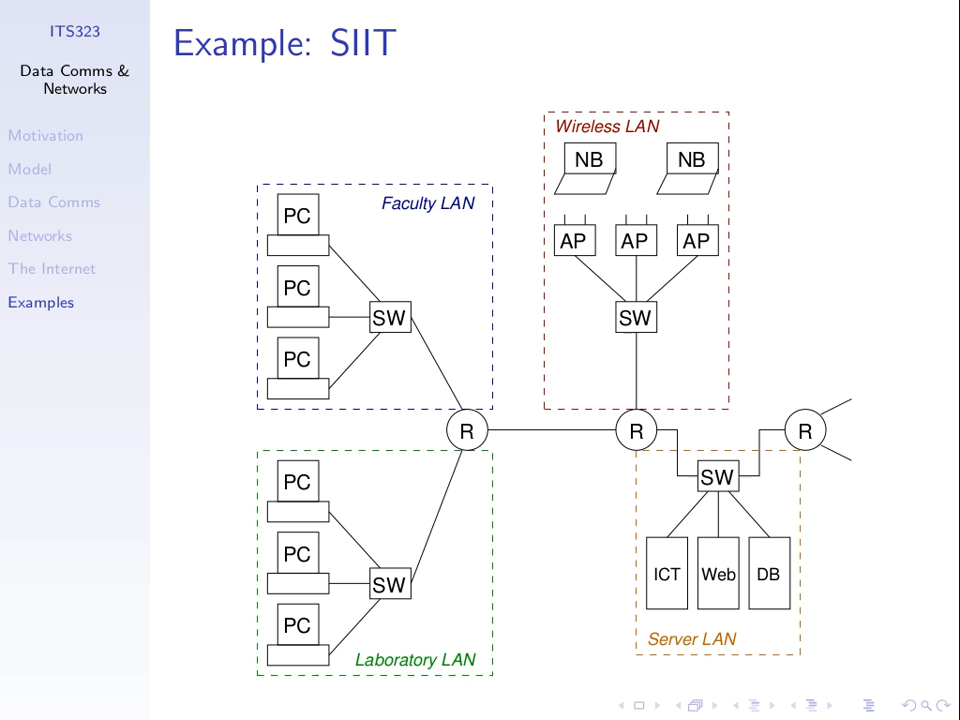 ITS323
Data Comms &
Networks
Motivation
Model
Data Comms
Networks
The Internet
Examples
Example: SIIT
Faculty LAN
PC
PC
PC
SW
Wireless LAN
NB NB
AP AP AP
SW
R R R
PC
PC
PC
SW
Laboratory LAN
SW
ICT Web DB
Server LAN